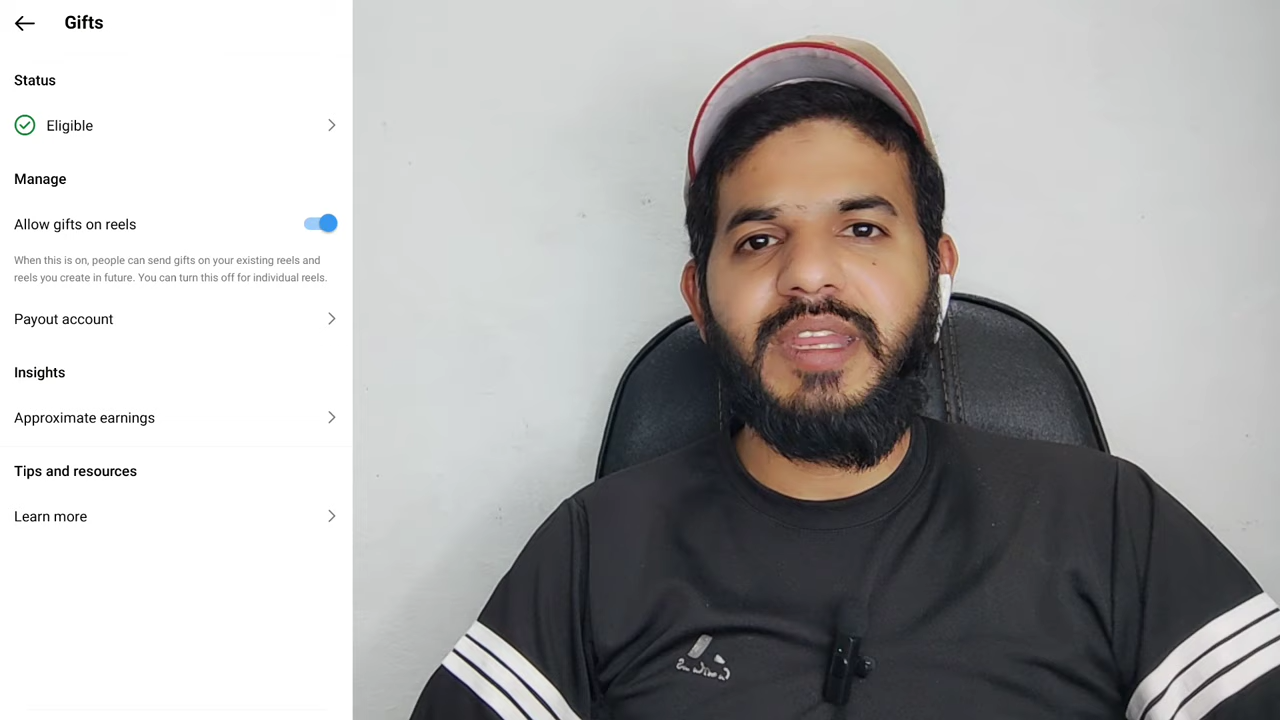 Gifts
Status
Eligible
Manage
Allow gifts on reels
When this is on, people can send gifts on your existing reels and
reels you create in future. You can turn this off for individual reels.
Payout account
Insights
Approximate earnings
Tips and resources
Learn more